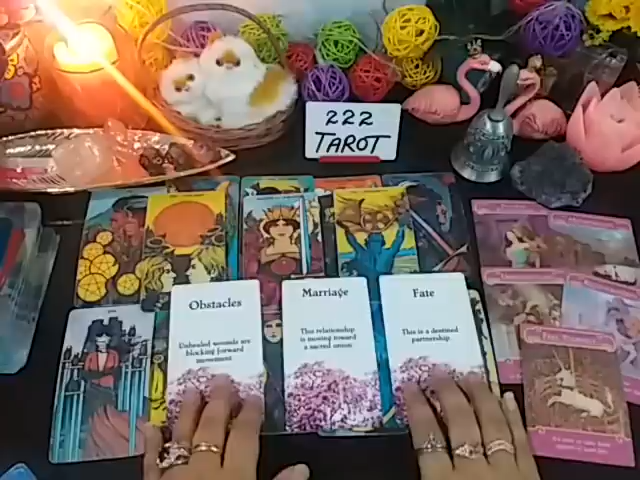 222
TAROT
Obstacles
Unhealed wounds are
blocking forward
movement
Marriage
This relationship
is moving toward
a sacred union
Fate
This is a destined
partnership.